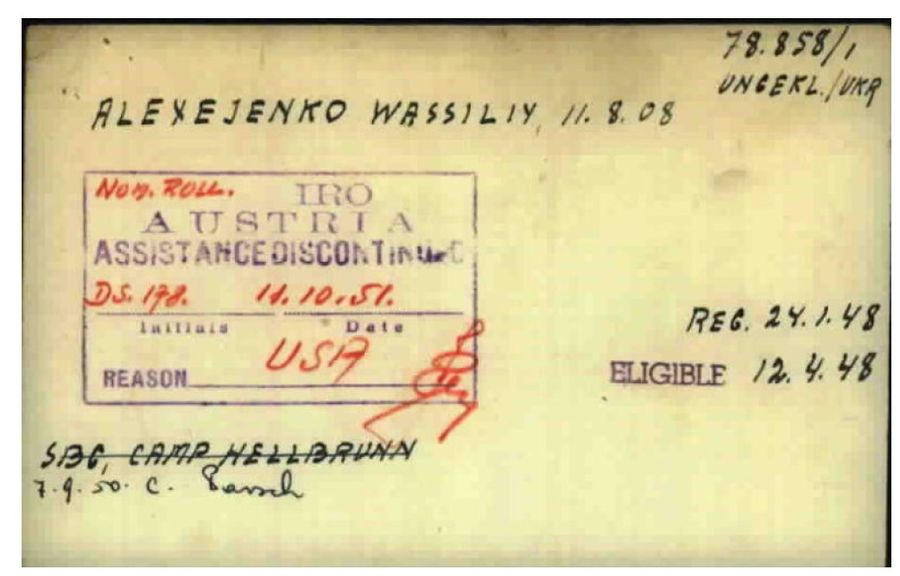 78.858/1
UNGEKL./UKR
ALEXEJENKO WASSILIY, 11.8.08
NOM. ROLL. IRO
AUSTRIA
ASSISTANCE DISCONTINUED
DS. 178. 11.10.51.
Initials Date
USA
REASON
REG. 24.1.48
ELIGIBLE 12.4.48
SBG, CAMP HELLBRUNN
7.9.50. C.